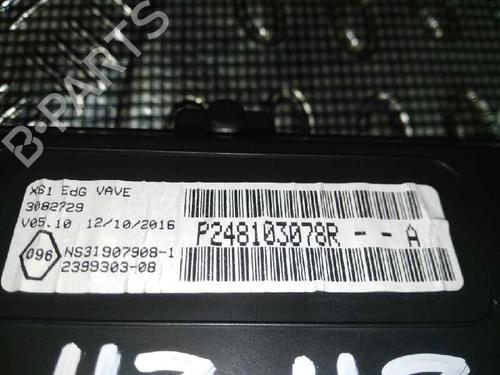 B-PARTS
X61 EdG VAVE
3082729
V05.10 12/10/2016
P248103078R -- A
096
NS31907908-1
2399303-08